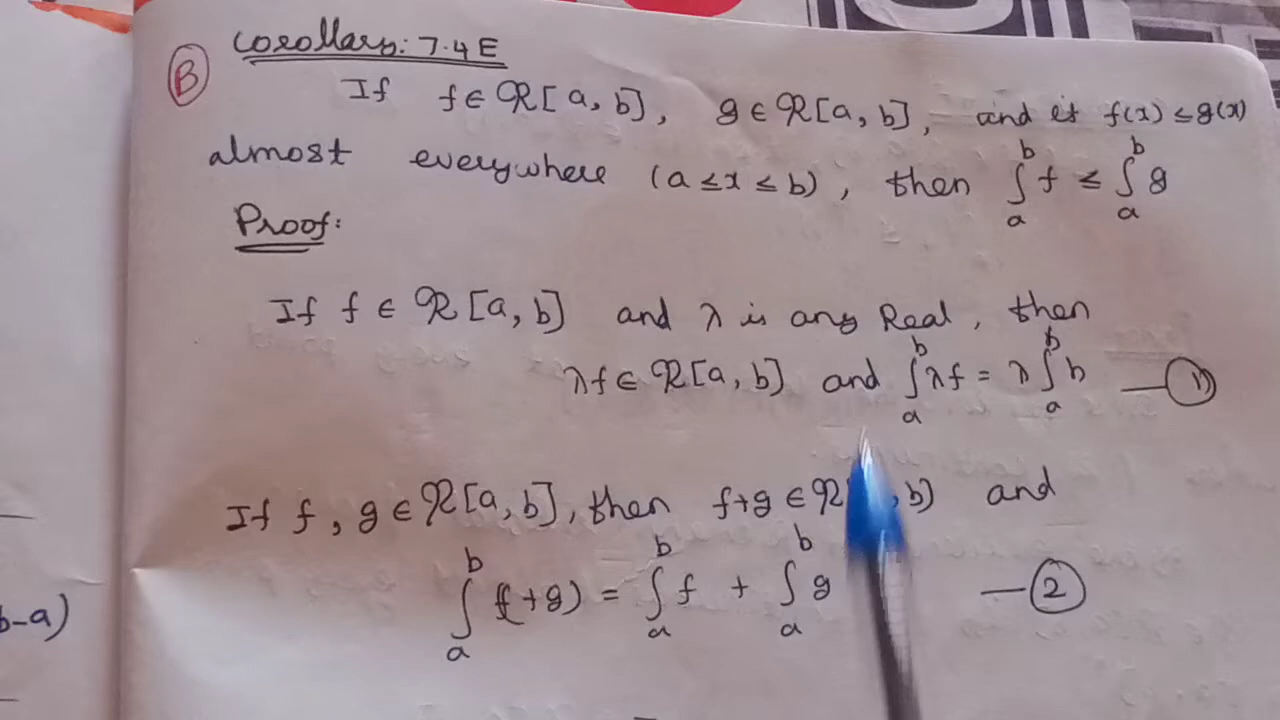 Corollary: 7.4 E
B
If f ∈ ℛ[a, b], g ∈ ℛ[a, b], and if f(x) ≤ g(x)
almost everywhere (a ≤ x ≤ b), then ∫_a^b f ≤ ∫_a^b g
Proof:
If f ∈ ℛ[a, b] and λ is any Real, then
λf ∈ ℛ[a, b] and ∫_a^b λf = λ ∫_a^b b —①
If f, g ∈ ℛ[a, b], then f+g ∈ ℛ , b] and
∫_a^b (f+g) = ∫_a^b f + ∫_a^b g —②
b-a)